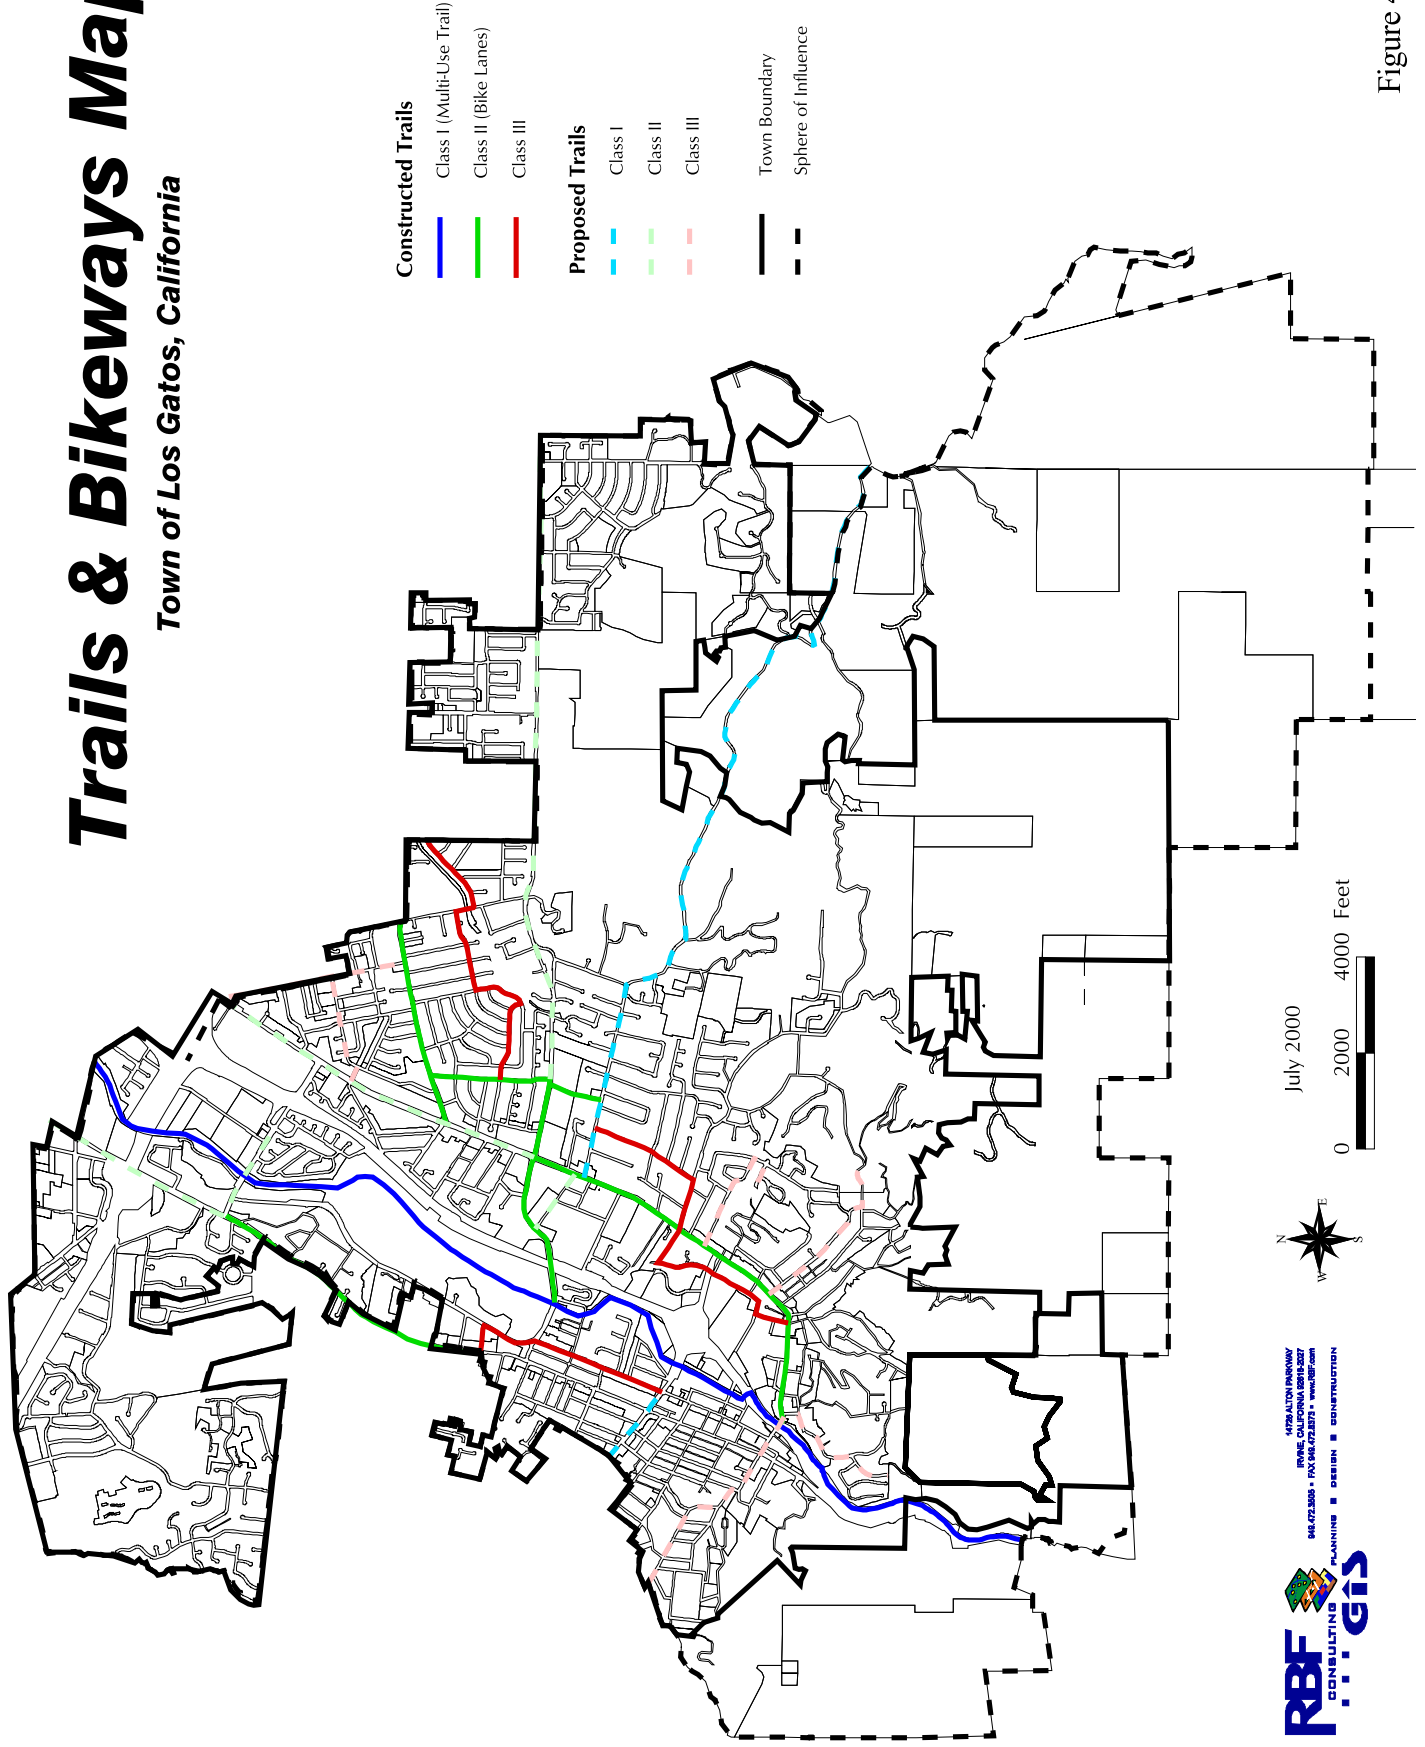 Trails & Bikeways Map
Town of Los Gatos, California
Constructed Trails
Class I (Multi-Use Trail)
Class II (Bike Lanes)
Class III
Proposed Trails
Class I
Class II
Class III
Town Boundary
Sphere of Influence
July 2000
0 2000 4000 Feet
N
E
S
W
RBF
CONSULTING
GIS
14725 ALTON PARKWAY
IRVINE, CALIFORNIA 92618-2027
949.472.3505 • FAX 949.472.8373 • www.RBF.com
PLANNING ■ DESIGN ■ CONSTRUCTION
Figure 4